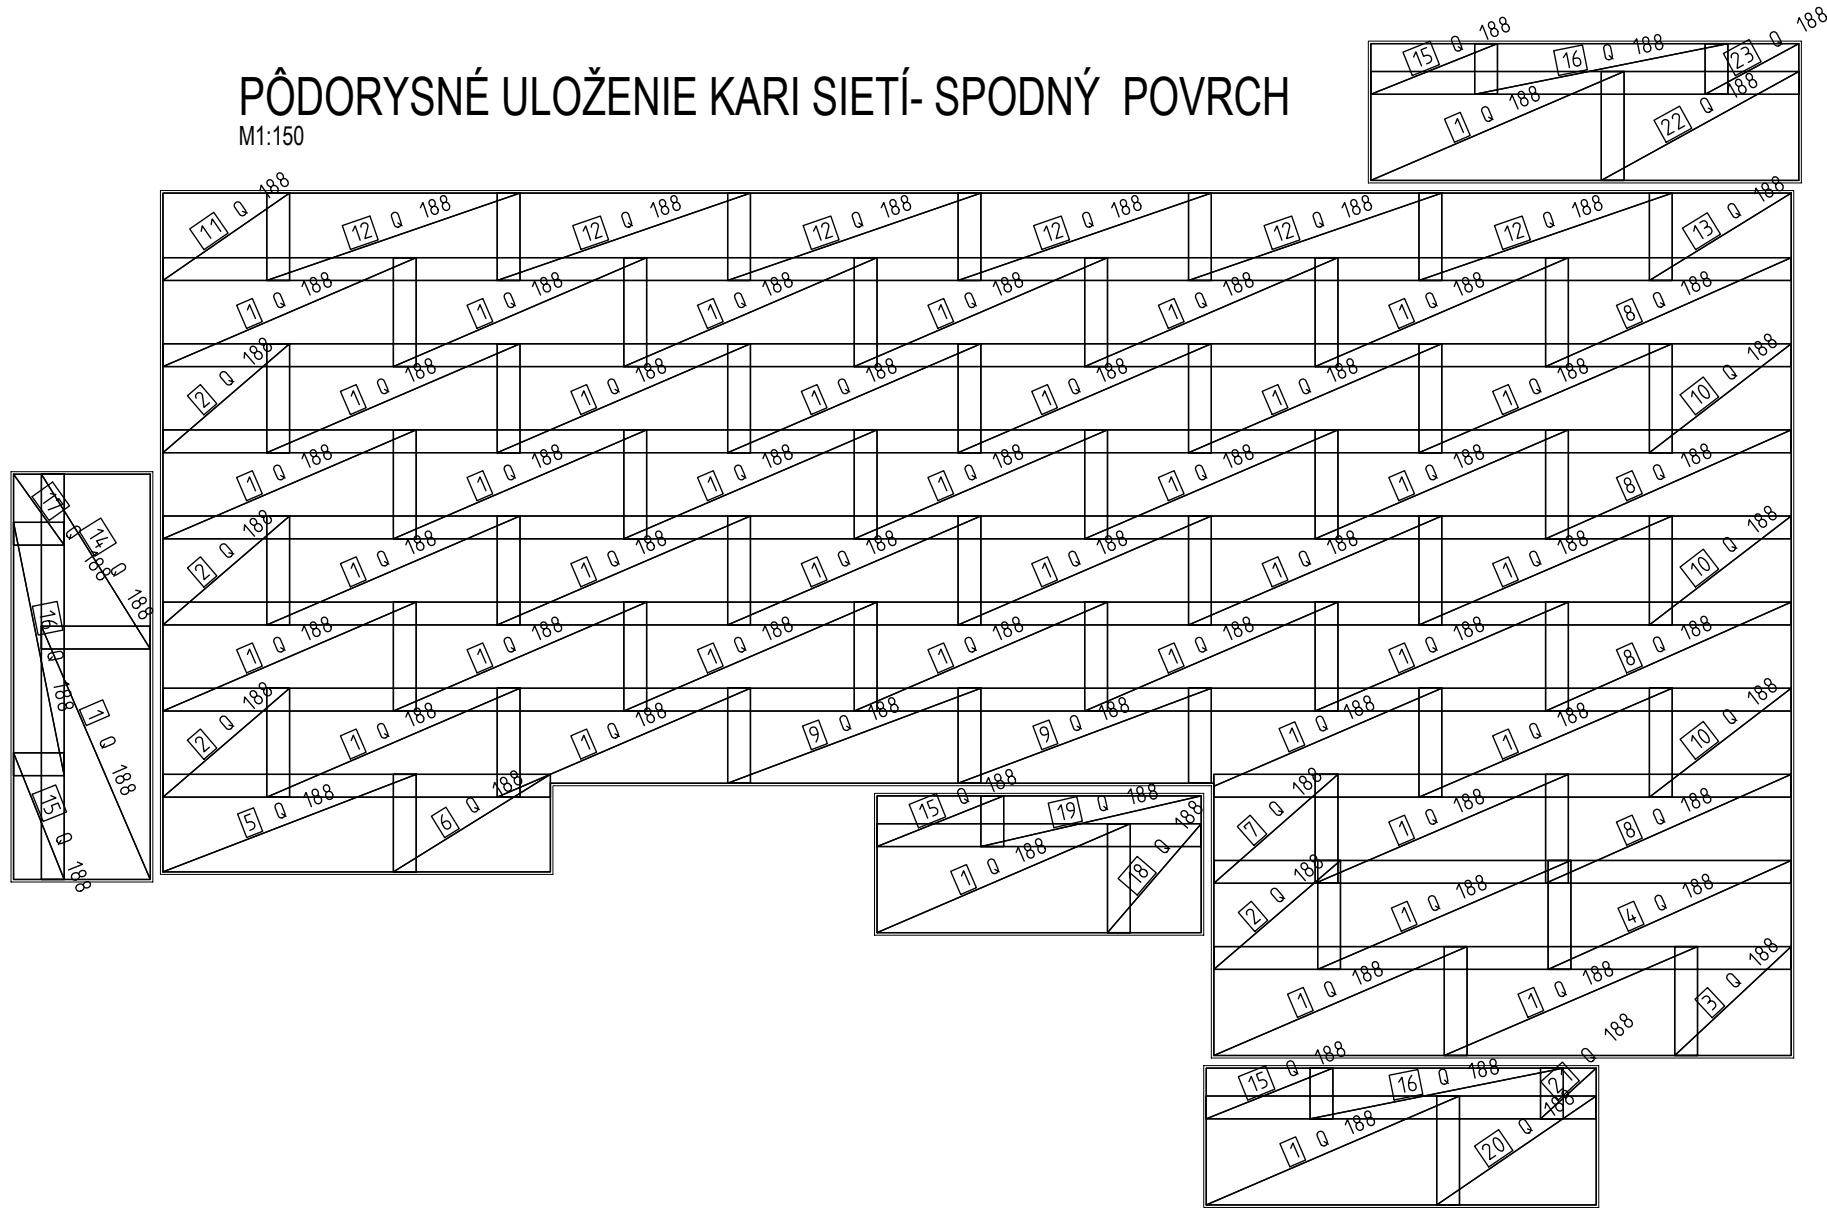 PÔDORYSNÉ ULOŽENIE KARI SIETÍ- SPODNÝ POVRCH
M1:150
15 Q 188
16 Q 188
23 Q 188
1 Q 188
22 Q 188
11 Q 188
12 Q 188
12 Q 188
12 Q 188
12 Q 188
12 Q 188
12 Q 188
13 Q 188
1 Q 188
1 Q 188
1 Q 188
1 Q 188
1 Q 188
1 Q 188
8 Q 188
2 Q 188
1 Q 188
1 Q 188
1 Q 188
1 Q 188
1 Q 188
1 Q 188
10 Q 188
1 Q 188
1 Q 188
1 Q 188
1 Q 188
1 Q 188
1 Q 188
8 Q 188
2 Q 188
1 Q 188
1 Q 188
1 Q 188
1 Q 188
1 Q 188
1 Q 188
10 Q 188
1 Q 188
1 Q 188
1 Q 188
1 Q 188
1 Q 188
1 Q 188
8 Q 188
2 Q 188
1 Q 188
1 Q 188
9 Q 188
9 Q 188
1 Q 188
1 Q 188
10 Q 188
5 Q 188
6 Q 188
7 Q 188
1 Q 188
8 Q 188
2 Q 188
1 Q 188
4 Q 188
1 Q 188
1 Q 188
3 Q 188
17 Q 188
14 Q 188
16 Q 188
1 Q 188
15 Q 188
15 Q 188
19 Q 188
1 Q 188
18 Q 188
15 Q 188
16 Q 188
21 Q 188
1 Q 188
20 Q 188